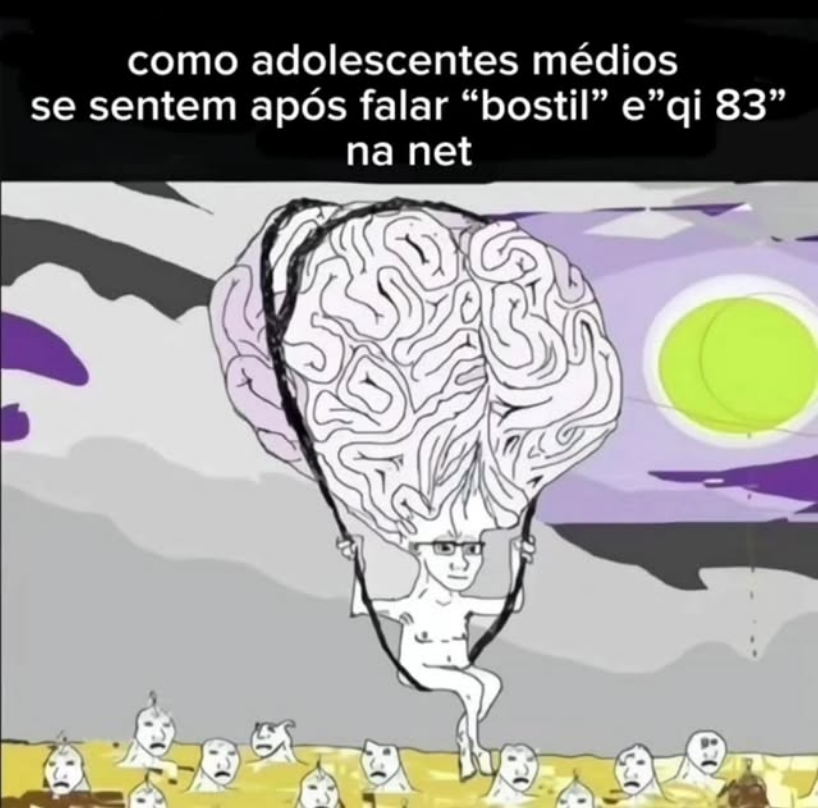 como adolescentes médios
se sentem após falar “bostil” e”qi 83”
na net